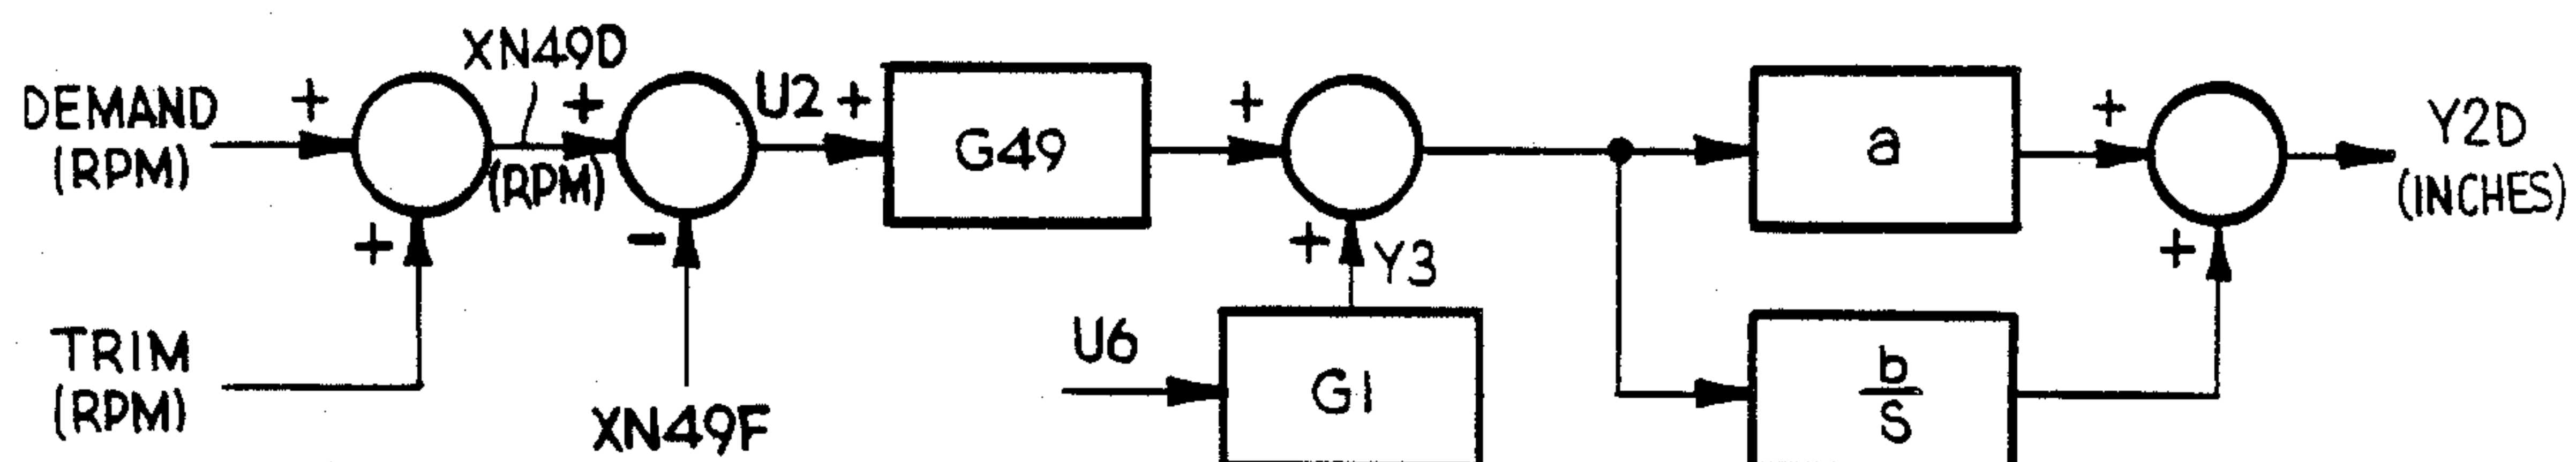 DEMAND
(RPM)
+
XN49D
(RPM)
+
U2 +
G49
+
a
+
Y2D
(INCHES)
+
-
+
Y3
+
TRIM
(RPM)
XN49F
U6
G1
b
S